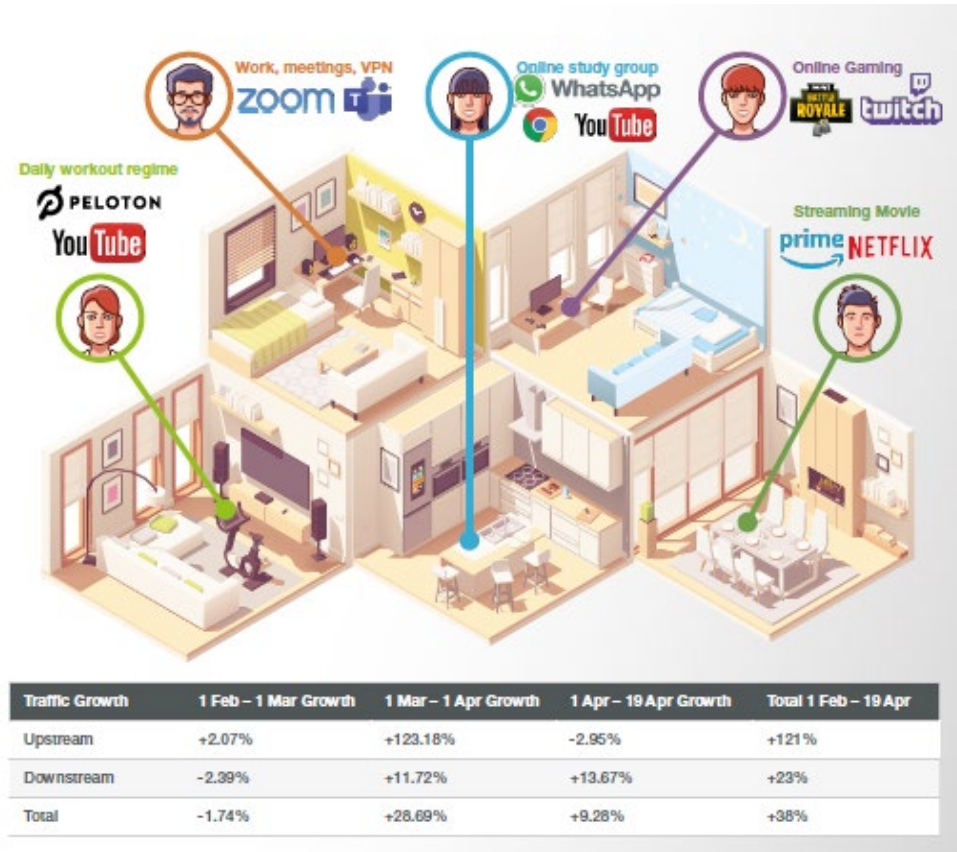 Work, meetings, VPN
zoom
T
Online study group
WhatsApp
YouTube
Online Gaming
BATTLE
ROYALE
twitch
Daily workout regime
PELOTON
YouTube
Streaming Movie
prime NETFLIX
Traffic Growth 1 Feb – 1 Mar Growth 1 Mar – 1 Apr Growth 1 Apr – 19 Apr Growth Total 1 Feb – 19 Apr
Upstream +2.07% +123.18% -2.95% +121%
Downstream -2.39% +11.72% +13.67% +23%
Total -1.74% +28.69% +9.28% +38%